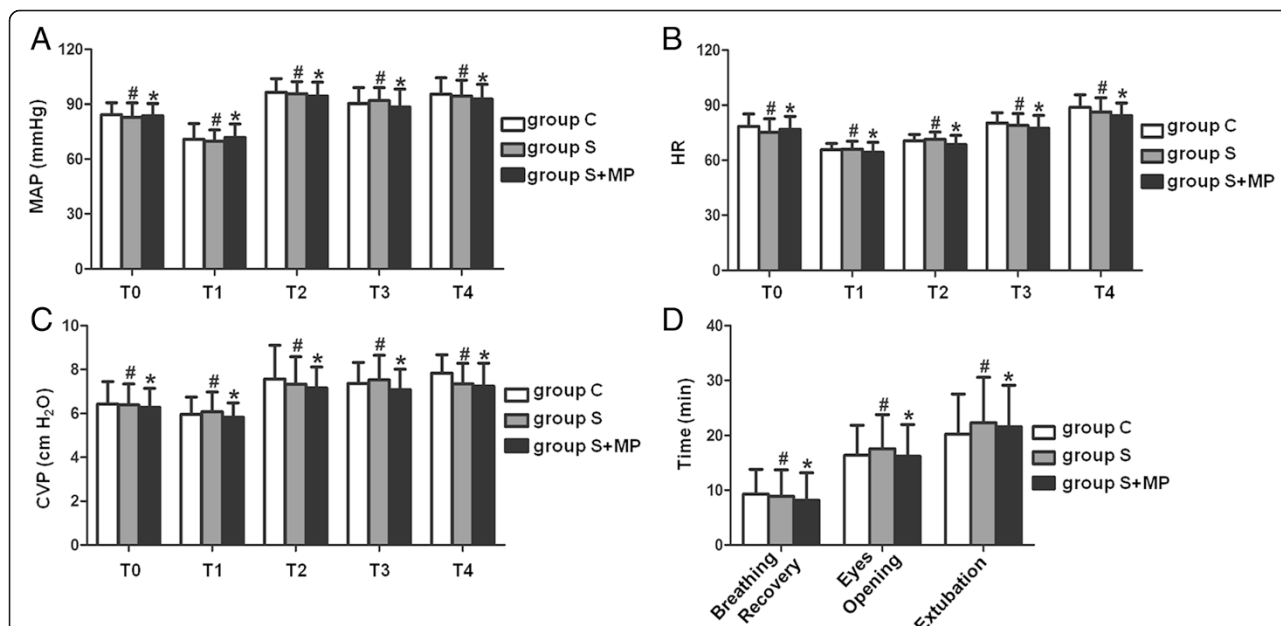 A
MAP (mmHg)
120
90
60
30
0
# * # * # * # * # *
T0 T1 T2 T3 T4
group C
group S
group S+MP
B
HR
120
90
60
30
0
# * # * # * # * # *
T0 T1 T2 T3 T4
group C
group S
group S+MP
C
CVP (cm H₂O)
10
8
6
4
2
0
# * # * # * # * # *
T0 T1 T2 T3 T4
group C
group S
group S+MP
D
Time (min)
40
30
20
10
0
# * # * # *
Breathing
Recovery
Eyes
Opening
Extubation
group C
group S
group S+MP